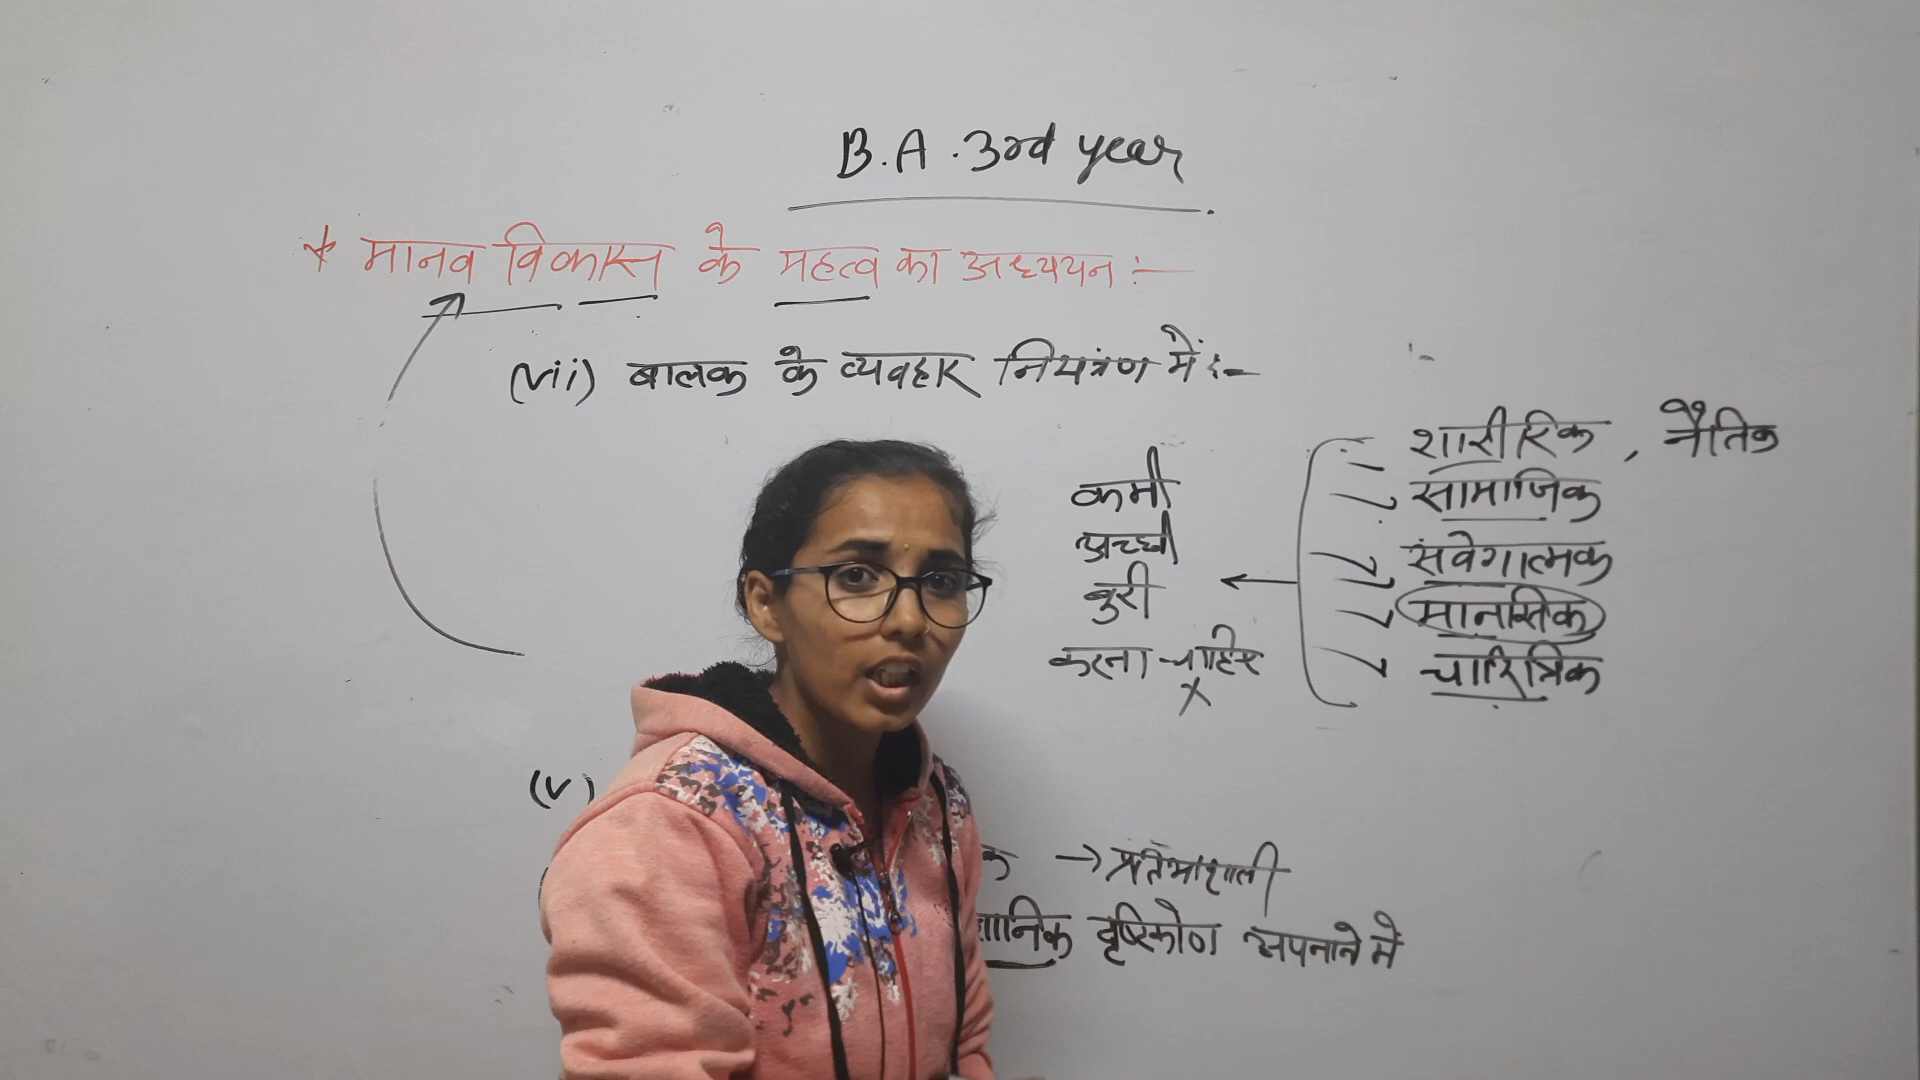 B.A. 3rd year
* मानव विकास के महत्व का अध्ययन :-
(vii) बालक के व्यवहार नियंत्रण में :-
शारीरिक, नैतिक
सामाजिक
संवेगात्मक
मानसिक
चारित्रिक
कमी
अच्छी
बुरी
करना चाहिए
x
(v)
क → प्रतिभाशाली
ानिक दृष्टिकोण अपनाने में